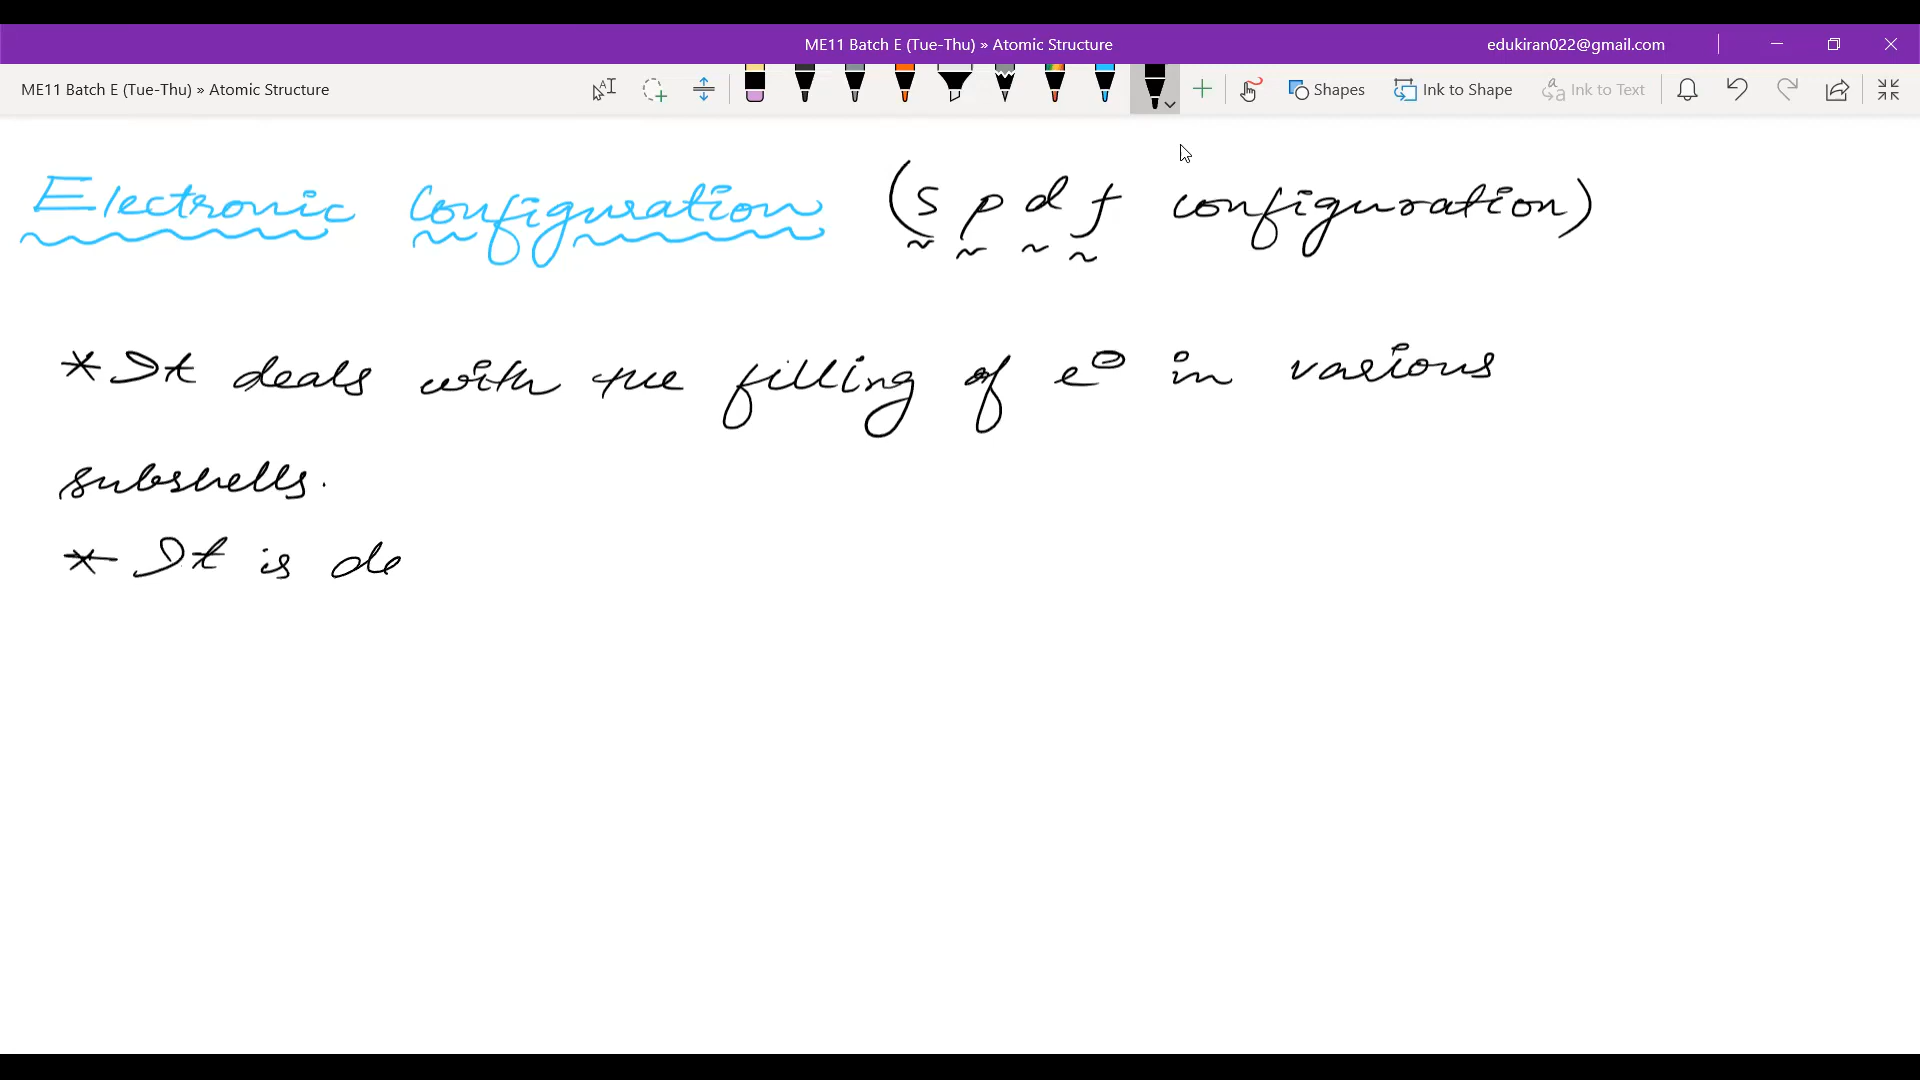 ME11 Batch E (Tue-Thu) » Atomic Structure edukiran022@gmail.com
ME11 Batch E (Tue-Thu) » Atomic Structure Shapes Ink to Shape Ink to Text
Electronic Configuration (s p d f configuration)
* It deals with the filling of e⊖ in various
subshells.
* It is de